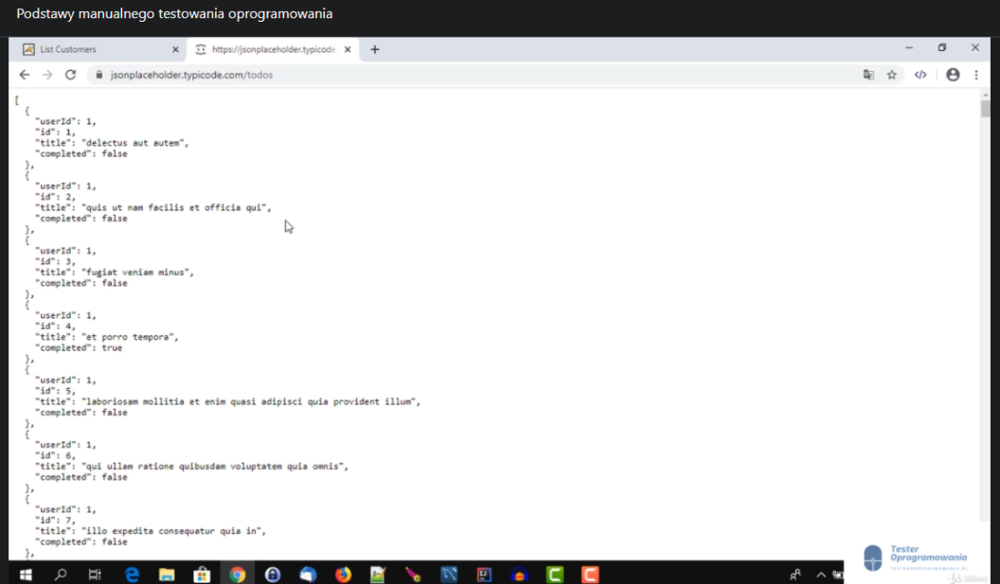 Podstawy manualnego testowania oprogramowania
List Customers
https://jsonplaceholder.typicode
jsonplaceholder.typicode.com/todos
[
{
"userId": 1,
"id": 1,
"title": "delectus aut autem",
"completed": false
},
{
"userId": 1,
"id": 2,
"title": "quis ut nam facilis et officia qui",
"completed": false
},
{
"userId": 1,
"id": 3,
"title": "fugiat veniam minus",
"completed": false
},
{
"userId": 1,
"id": 4,
"title": "et porro tempora",
"completed": true
},
{
"userId": 1,
"id": 5,
"title": "laboriosam mollitia et enim quasi adipisci quia provident illum",
"completed": false
},
{
"userId": 1,
"id": 6,
"title": "qui ullam ratione quibusdam voluptatem quia omnis",
"completed": false
},
{
"userId": 1,
"id": 7,
"title": "illo expedita consequatur quia in",
"completed": false
},
Tester
Oprogramowania
TESTEROPROGRAMOWANIA.PL
Udemy